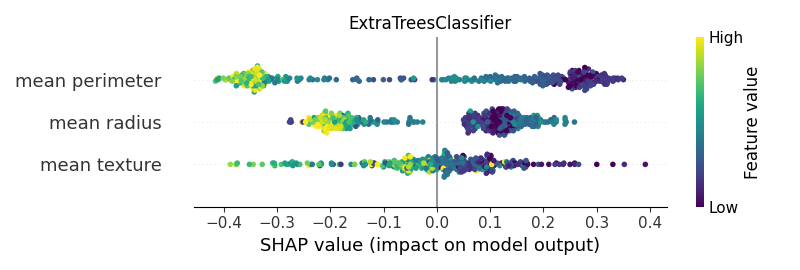 ExtraTreesClassifier
High
mean perimeter
mean radius
mean texture
Feature value
Low
−0.4 −0.3 −0.2 −0.1 0.0 0.1 0.2 0.3 0.4
SHAP value (impact on model output)